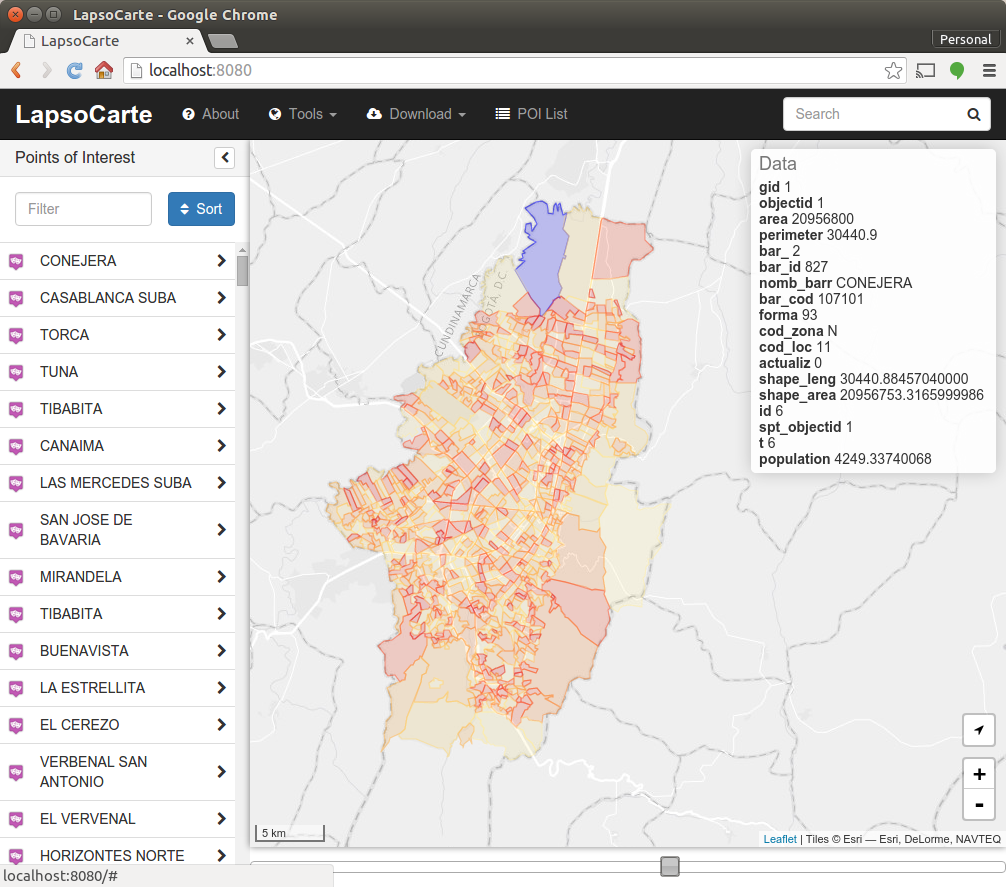 LapsoCarte - Google Chrome
LapsoCarte
Personal
localhost:8080
LapsoCarte
About
Tools
Download
POI List
Search
Points of Interest
Filter
Sort
CONEJERA
CASABLANCA SUBA
TORCA
TUNA
TIBABITA
CANAIMA
LAS MERCEDES SUBA
SAN JOSE DE
BAVARIA
MIRANDELA
TIBABITA
BUENAVISTA
LA ESTRELLITA
EL CEREZO
VERBENAL SAN
ANTONIO
EL VERVENAL
HORIZONTES NORTE
localhost:8080/#
CUNDINAMARCA
D.C.
Data
gid 1
objectid 1
area 20956800
perimeter 30440.9
bar_ 2
bar_id 827
nomb_barr CONEJERA
bar_cod 107101
forma 93
cod_zona N
cod_loc 11
actualiz 0
shape_leng 30440.88457040000
shape_area 20956753.3165999986
id 6
spt_objectid 1
t 6
population 4249.33740068
+
-
5 km
Leaflet | Tiles © Esri — Esri, DeLorme, NAVTEQ